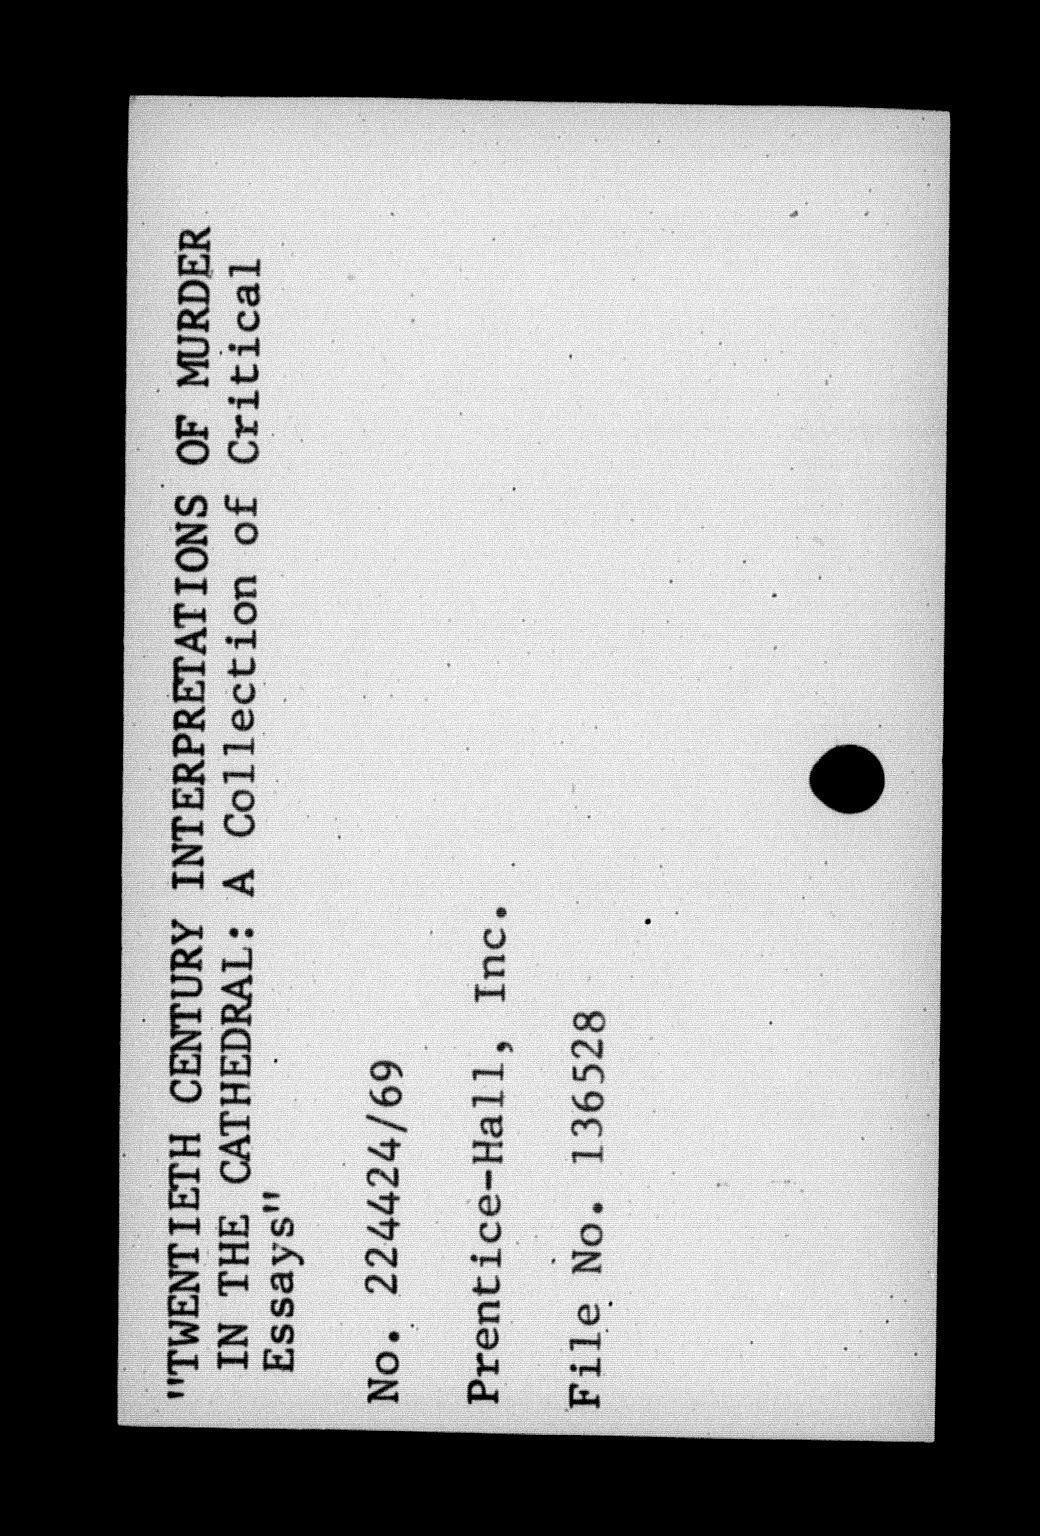 "TWENTIETH CENTURY INTERPRETATIONS OF MURDER
IN THE CATHEDRAL: A Collection of Critical
Essays"
No. 224424/69
Prentice-Hall, Inc.
File No. 136528